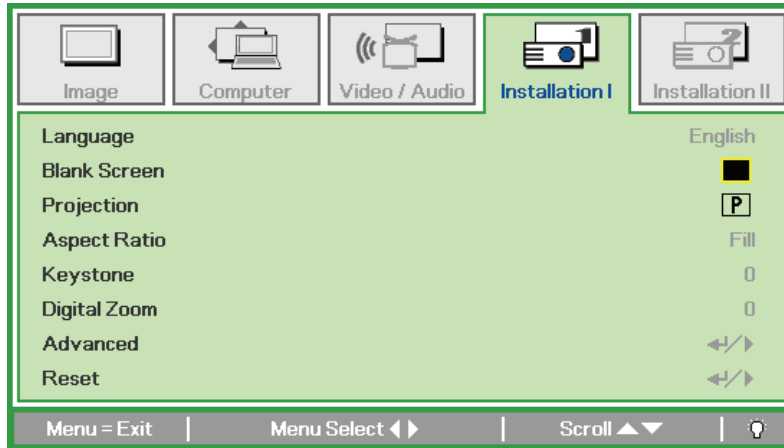 Image Computer Video / Audio Installation I Installation II
Language English
Blank Screen
Projection P
Aspect Ratio Fill
Keystone 0
Digital Zoom 0
Advanced
Reset
Menu = Exit Menu Select Scroll